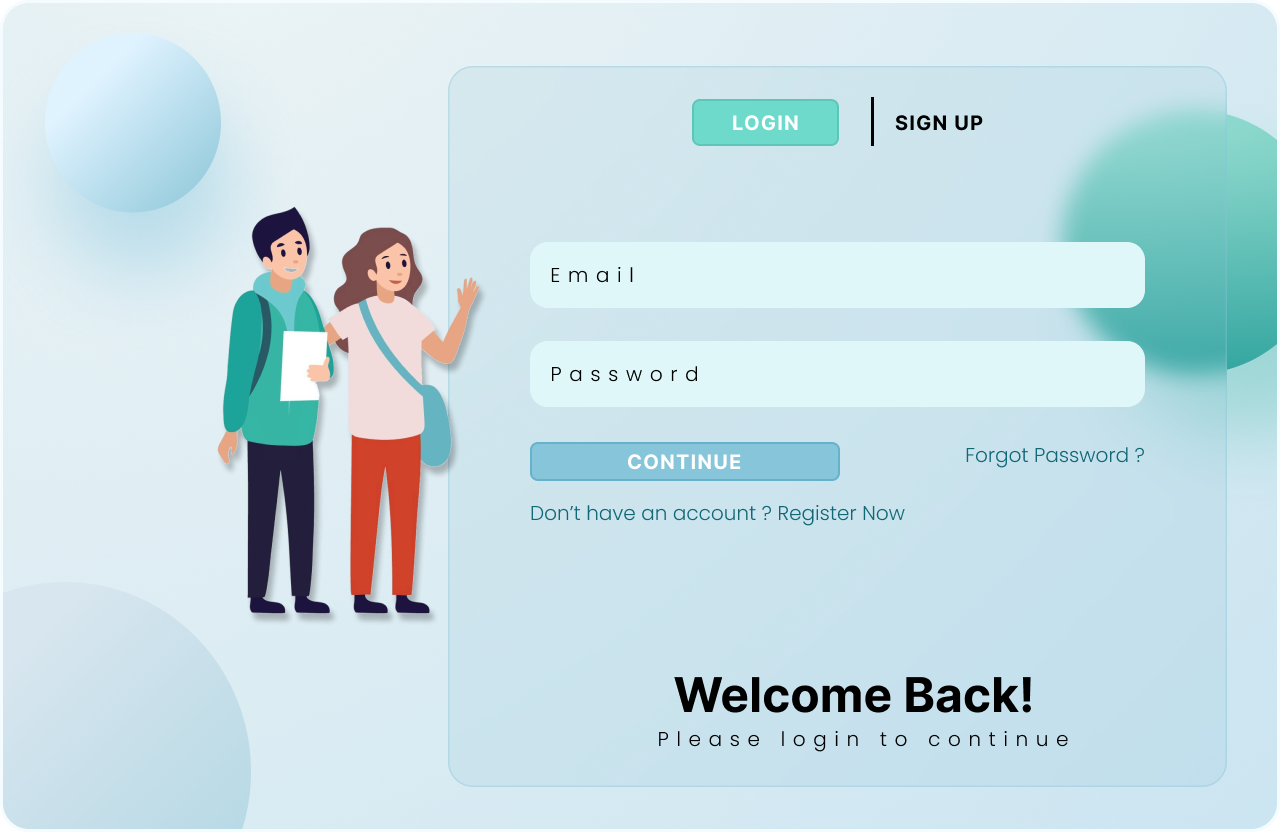 LOGIN
SIGN UP
Email
Password
CONTINUE
Forgot Password ?
Don’t have an account ? Register Now
Welcome Back!
Please login to continue